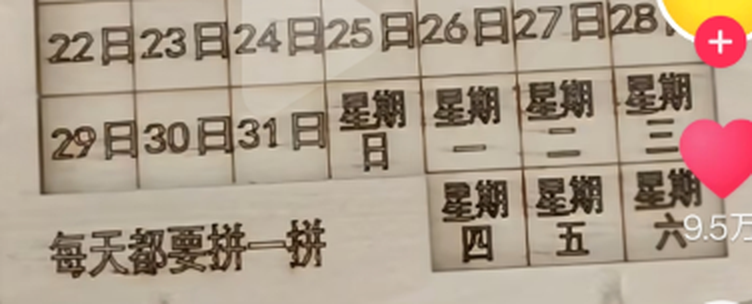 22日 23日 24日 25日 26日 27日 28
29日 30日 31日 星期日 星期一 星期二 星期三
星期四 星期五 星期六
每天都要拼一拼
9.5万